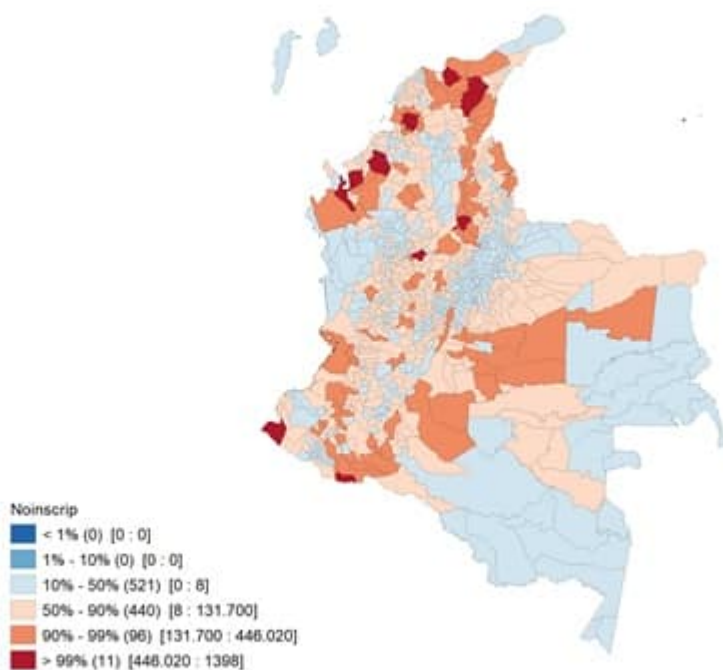 Noinscrip
< 1% (0) [0 : 0]
1% - 10% (0) [0 : 0]
10% - 50% (521) [0 : 8]
50% - 90% (440) [8 : 131.700]
90% - 99% (96) [131.700 : 446.020]
> 99% (11) [446.020 : 1398]